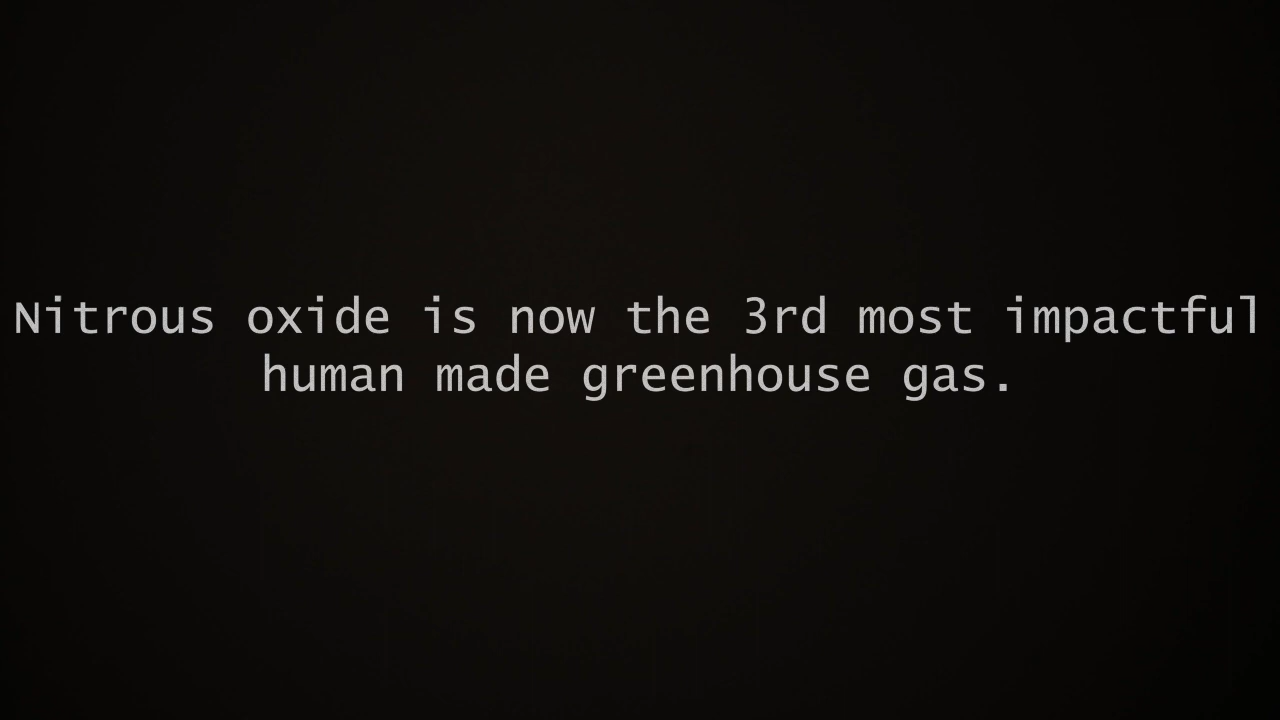 Nitrous oxide is now the 3rd most impactful
human made greenhouse gas.